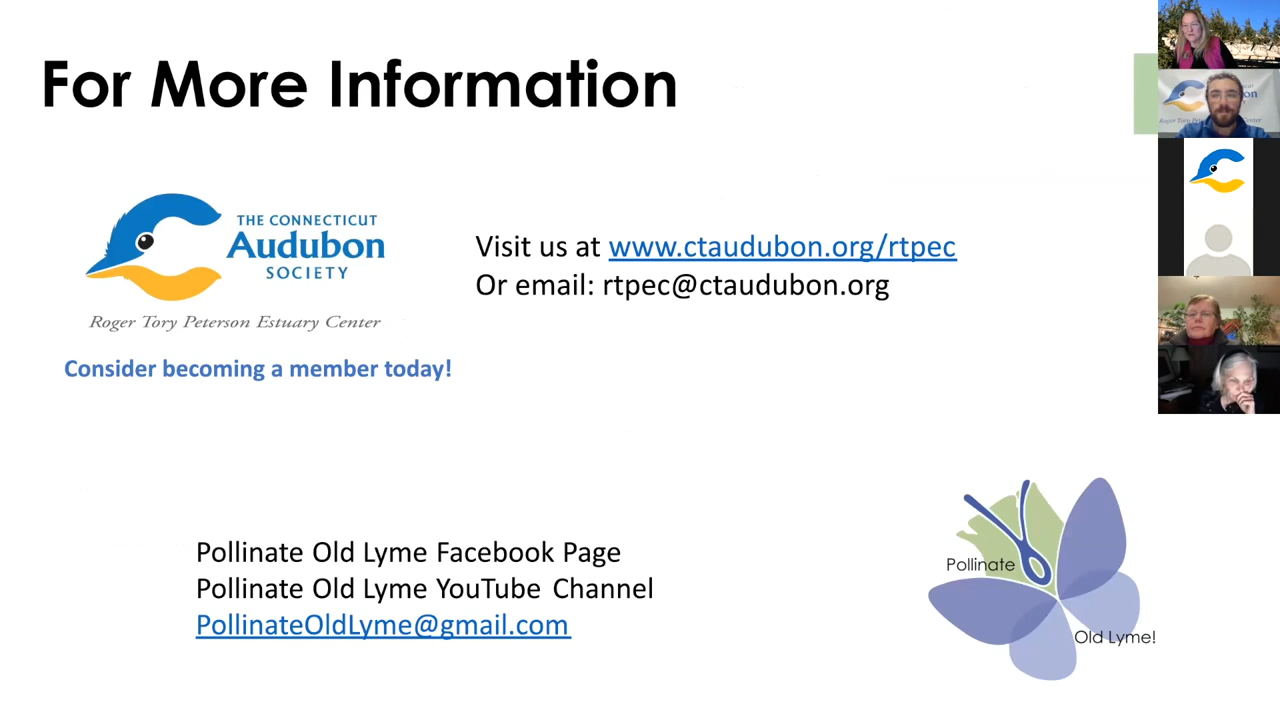 For More Information
THE CONNECTICUT
Audubon
SOCIETY
Roger Tory Peterson Estuary Center
Consider becoming a member today!
Visit us at www.ctaudubon.org/rtpec
Or email: rtpec@ctaudubon.org
Pollinate Old Lyme Facebook Page
Pollinate Old Lyme YouTube Channel
PollinateOldLyme@gmail.com
Pollinate
Old Lyme!